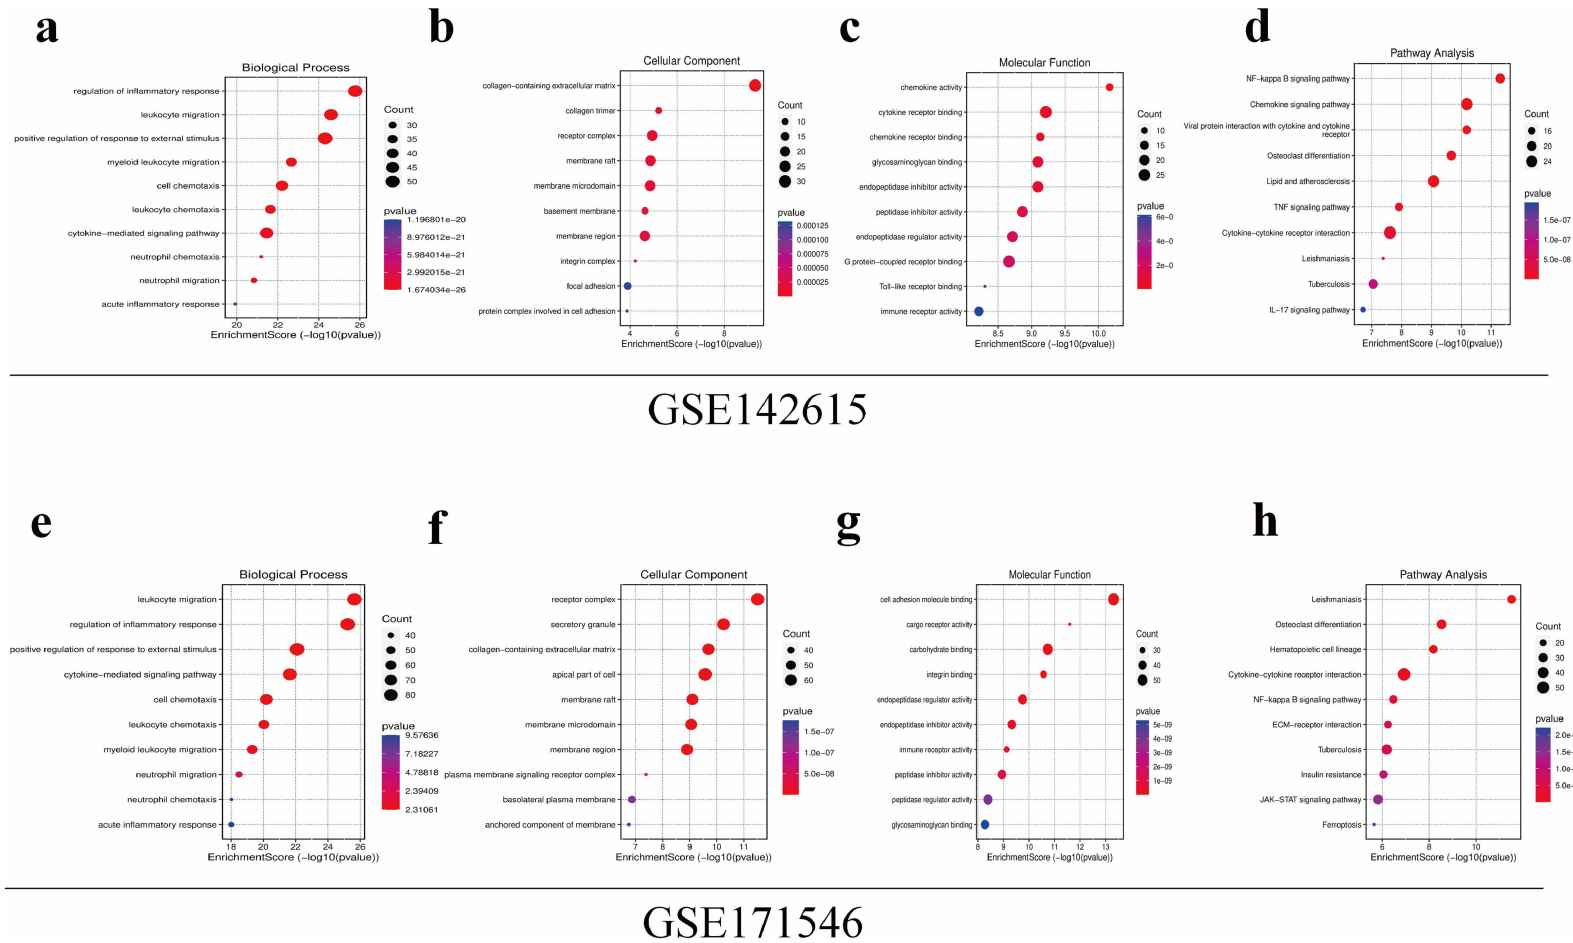 a
Biological Process
regulation of inflammatory response
leukocyte migration
positive regulation of response to external stimulus
myeloid leukocyte migration
cell chemotaxis
leukocyte chemotaxis
cytokine-mediated signaling pathway
neutrophil chemotaxis
neutrophil migration
acute inflammatory response
20 22 24 26
EnrichmentScore (-log10(pvalue))
Count
30
35
40
45
50
pvalue
1.196801e-20
8.976012e-21
5.984014e-21
2.992015e-21
1.674034e-26
b
Cellular Component
collagen-containing extracellular matrix
collagen trimer
receptor complex
membrane raft
membrane microdomain
basement membrane
membrane region
integrin complex
focal adhesion
protein complex involved in cell adhesion
4 6 8
EnrichmentScore (-log10(pvalue))
Count
10
15
20
25
30
pvalue
0.000125
0.000100
0.000075
0.000050
0.000025
c
Molecular Function
chemokine activity
cytokine receptor binding
chemokine receptor binding
glycosaminoglycan binding
endopeptidase inhibitor activity
peptidase inhibitor activity
endopeptidase regulator activity
G protein-coupled receptor binding
Toll-like receptor binding
immune receptor activity
8.5 9.0 9.5 10.0
EnrichmentScore (-log10(pvalue))
Count
10
15
20
25
pvalue
6e-0
4e-0
2e-0
d
Pathway Analysis
NF-kappa B signaling pathway
Chemokine signaling pathway
Viral protein interaction with cytokine and cytokine
receptor
Osteoclast differentiation
Lipid and atherosclerosis
TNF signaling pathway
Cytokine-cytokine receptor interaction
Leishmaniasis
Tuberculosis
IL-17 signaling pathway
7 8 9 10 11
EnrichmentScore (-log10(pvalue))
Count
16
20
24
pvalue
1.5e-07
1.0e-07
5.0e-08
GSE142615
e
Biological Process
leukocyte migration
regulation of inflammatory response
positive regulation of response to external stimulus
cytokine-mediated signaling pathway
cell chemotaxis
leukocyte chemotaxis
myeloid leukocyte migration
neutrophil migration
neutrophil chemotaxis
acute inflammatory response
18 20 22 24 26
EnrichmentScore (-log10(pvalue))
Count
40
50
60
70
80
pvalue
9.57636
7.18227
4.78818
2.39409
2.31061
f
Cellular Component
receptor complex
secretory granule
collagen-containing extracellular matrix
apical part of cell
membrane raft
membrane microdomain
membrane region
plasma membrane signaling receptor complex
basolateral plasma membrane
anchored component of membrane
7 8 9 10 11
EnrichmentScore (-log10(pvalue))
Count
40
50
60
pvalue
1.5e-07
1.0e-07
5.0e-08
g
Molecular Function
cell adhesion molecule binding
cargo receptor activity
carbohydrate binding
integrin binding
endopeptidase regulator activity
endopeptidase inhibitor activity
immune receptor activity
peptidase inhibitor activity
peptidase regulator activity
glycosaminoglycan binding
8 9 10 11 12 13
EnrichmentScore (-log10(pvalue))
Count
30
40
50
pvalue
5e-09
4e-09
3e-09
2e-09
1e-09
h
Pathway Analysis
Leishmaniasis
Osteoclast differentiation
Hematopoietic cell lineage
Cytokine-cytokine receptor interaction
NF-kappa B signaling pathway
ECM-receptor interaction
Tuberculosis
Insulin resistance
JAK-STAT signaling pathway
Ferroptosis
6 8 10
EnrichmentScore (-log10(pvalue))
Count
20
30
40
50
pvalue
2.0e-
1.5e-
1.0e-
5.0e-
GSE171546